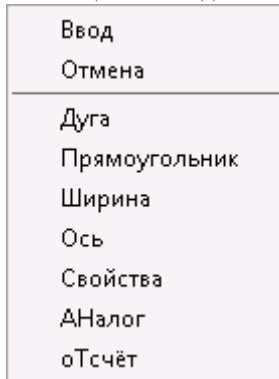 Ввод
Отмена
Дуга
Прямоугольник
Ширина
Ось
Свойства
АНалог
оТсчёт